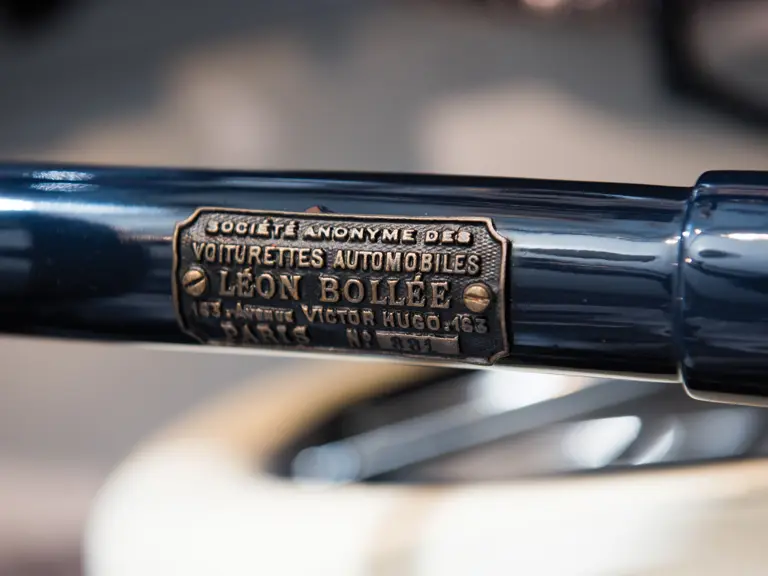 SOCIÉTÉ ANONYME DES
VOITURETTES AUTOMOBILES
LÉON BOLLÉE
163, AVENUE VICTOR HUGO, 163
PARIS Nº